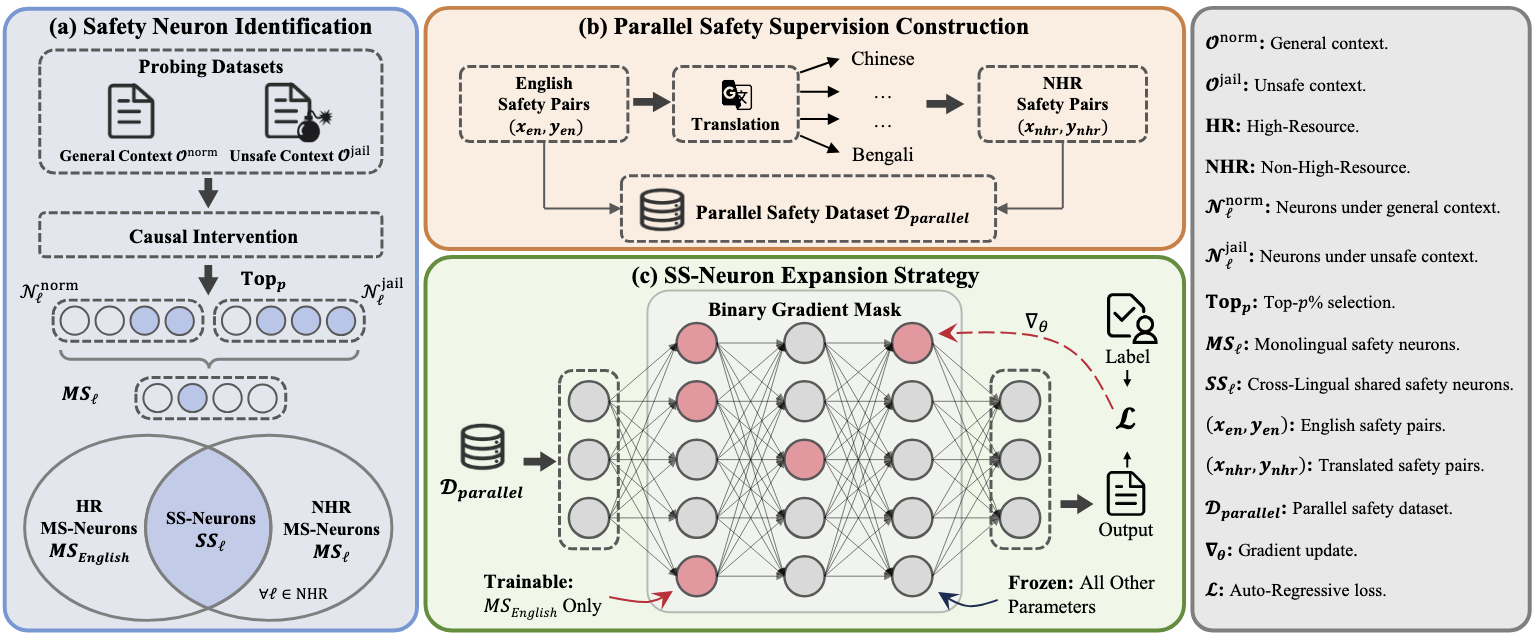 (a) Safety Neuron Identification
Probing Datasets
General Context 𝒪^norm
Unsafe Context 𝒪^jail
Causal Intervention
𝒩_ℓ^norm
Top_p
𝒩_ℓ^jail
MS_ℓ
HR
MS-Neurons
MS_English
SS-Neurons
SS_ℓ
NHR
MS-Neurons
MS_ℓ
∀ℓ ∈ NHR
(b) Parallel Safety Supervision Construction
English
Safety Pairs
(x_en, y_en)
G文
Translation
Chinese
...
...
Bengali
NHR
Safety Pairs
(x_nhr, y_nhr)
Parallel Safety Dataset 𝒟_parallel
(c) SS-Neuron Expansion Strategy
Binary Gradient Mask
𝒟_parallel
∇_θ
Label
ℒ
Output
Trainable:
MS_English Only
Frozen: All Other
Parameters
𝒪^norm: General context.
𝒪^jail: Unsafe context.
HR: High-Resource.
NHR: Non-High-Resource.
𝒩_ℓ^norm: Neurons under general context.
𝒩_ℓ^jail: Neurons under unsafe context.
Top_p: Top-p% selection.
MS_ℓ: Monolingual safety neurons.
SS_ℓ: Cross-Lingual shared safety neurons.
(x_en, y_en): English safety pairs.
(x_nhr, y_nhr): Translated safety pairs.
𝒟_parallel: Parallel safety dataset.
∇_θ: Gradient update.
ℒ: Auto-Regressive loss.